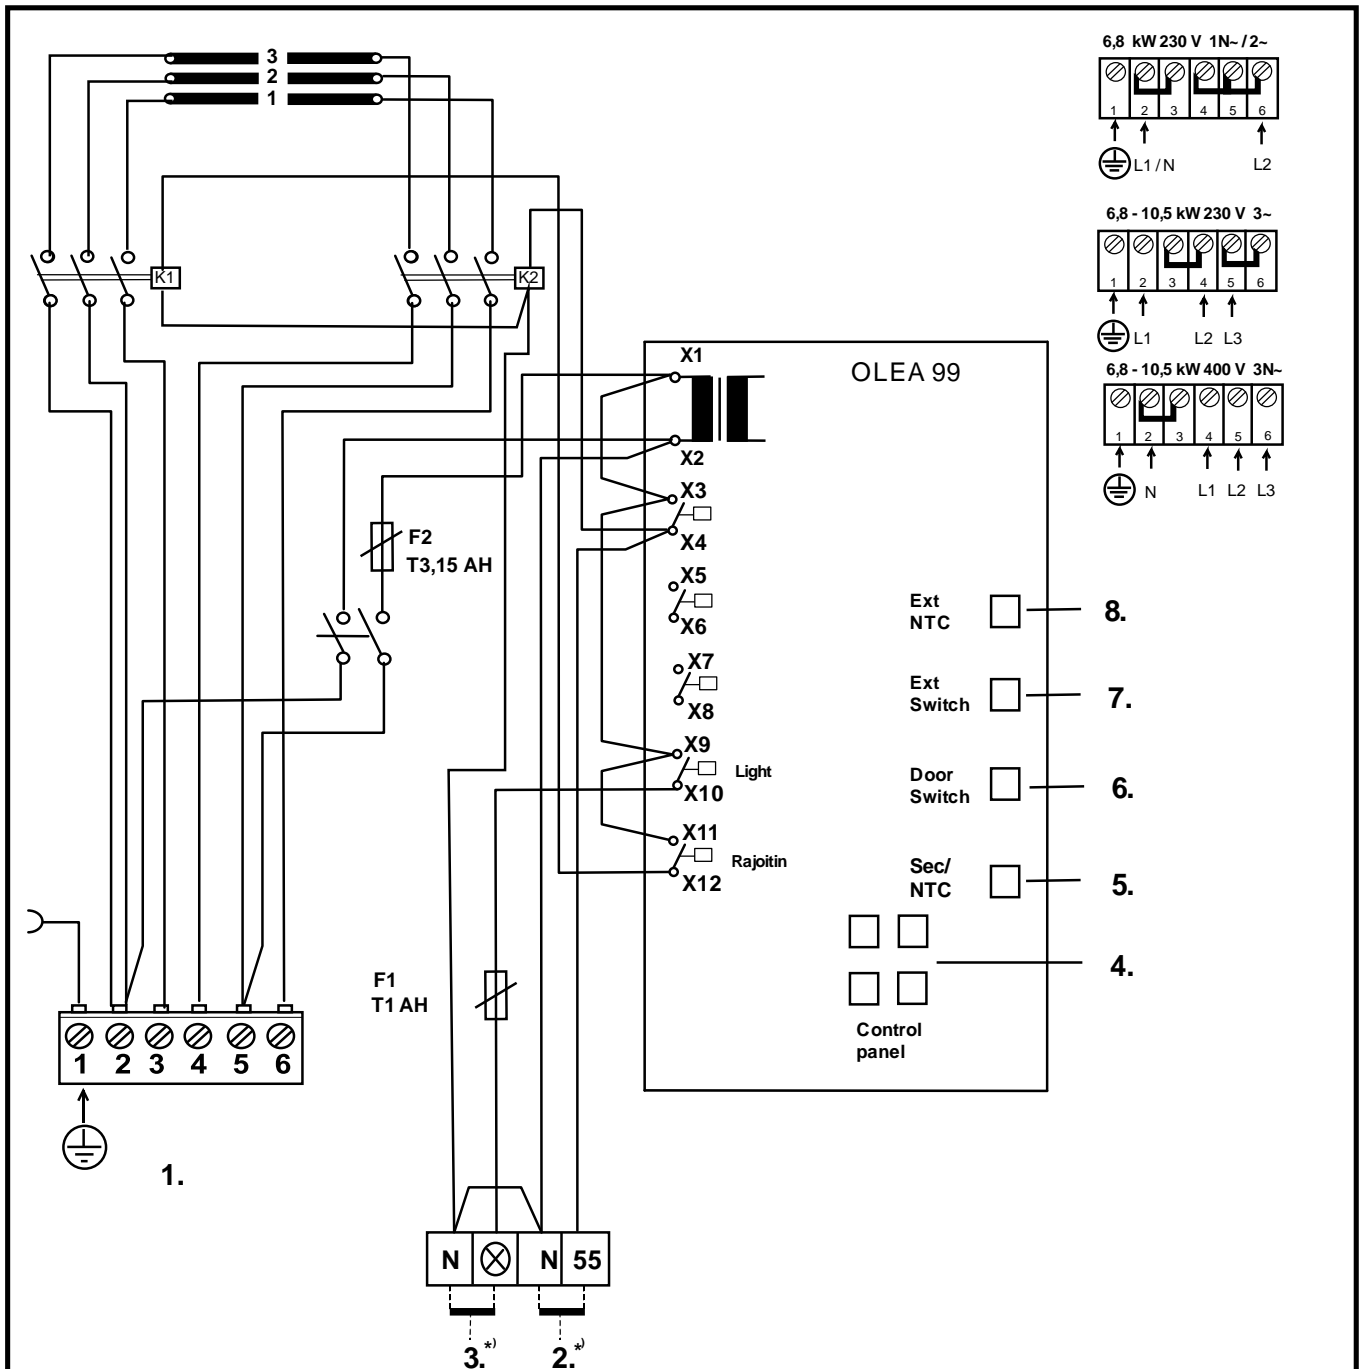 3
2
1
K1
K2
6,8 kW 230 V 1N~ / 2~
1 2 3 4 5 6
L1 / N L2
6,8 - 10,5 kW 230 V 3~
1 2 3 4 5 6
L1 L2 L3
6,8 - 10,5 kW 400 V 3N~
1 2 3 4 5 6
N L1 L2 L3
OLEA 99
X1
X2
X3
X4
X5
X6
X7
X8
X9
Light
X10
X11
Rajoitin
X12
F2
T3,15 AH
Ext
NTC
8.
Ext
Switch
7.
Door
Switch
6.
Sec/
NTC
5.
4.
Control
panel
F1
T1 AH
1 2 3 4 5 6
1.
N N 55
3.*) 2.*)